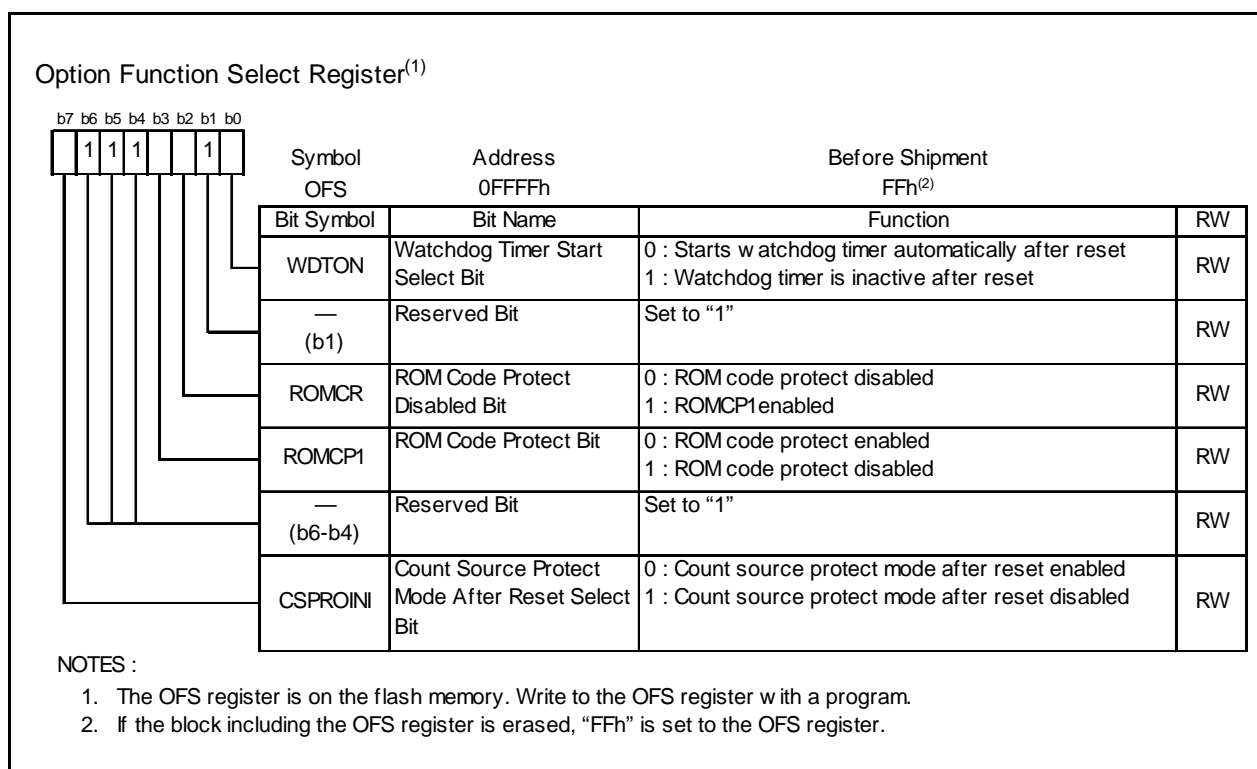 Option Function Select Register(1)
b7 b6 b5 b4 b3 b2 b1 b0
1 1 1 1
Symbol Address Before Shipment
OFS 0FFFFh FFh(2)
Bit Symbol Bit Name Function RW
WDTON Watchdog Timer Start Select Bit 0 : Starts watchdog timer automatically after reset RW
1 : Watchdog timer is inactive after reset
— (b1) Reserved Bit Set to “1” RW
ROMCR ROM Code Protect Disabled Bit 0 : ROM code protect disabled RW
1 : ROMCP1enabled
ROMCP1 ROM Code Protect Bit 0 : ROM code protect enabled RW
1 : ROM code protect disabled
— (b6-b4) Reserved Bit Set to “1” RW
CSPROINI Count Source Protect Mode After Reset Select Bit 0 : Count source protect mode after reset enabled RW
1 : Count source protect mode after reset disabled
NOTES :
1. The OFS register is on the flash memory. Write to the OFS register with a program.
2. If the block including the OFS register is erased, “FFh” is set to the OFS register.